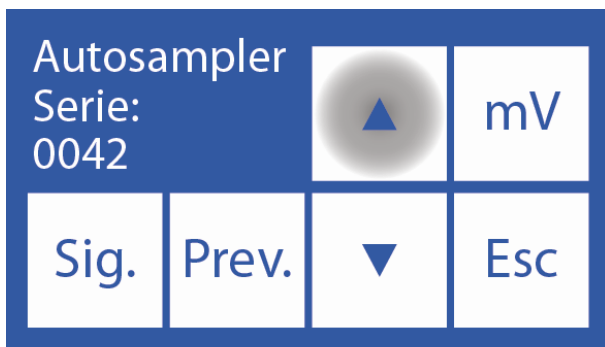 Autosampler
Serie:
0042
▲
mV
Sig.
Prev.
▼
Esc